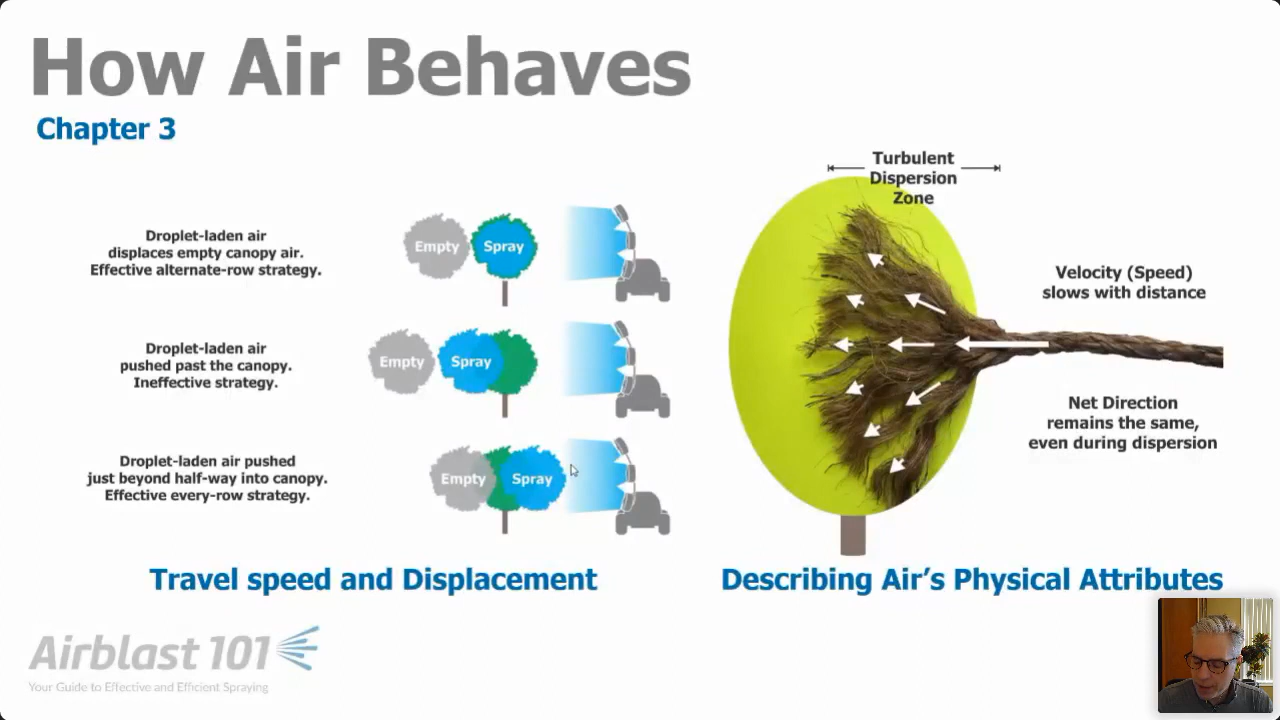 How Air Behaves
Chapter 3
Droplet-laden air
displaces empty canopy air.
Effective alternate-row strategy.
Empty
Spray
Droplet-laden air
pushed past the canopy.
Ineffective strategy.
Empty
Spray
Droplet-laden air pushed
just beyond half-way into canopy.
Effective every-row strategy.
Empty
Spray
Travel speed and Displacement
Turbulent
Dispersion
Zone
Velocity (Speed)
slows with distance
Net Direction
remains the same,
even during dispersion
Describing Air’s Physical Attributes
Airblast 101
Your Guide to Effective and Efficient Spraying